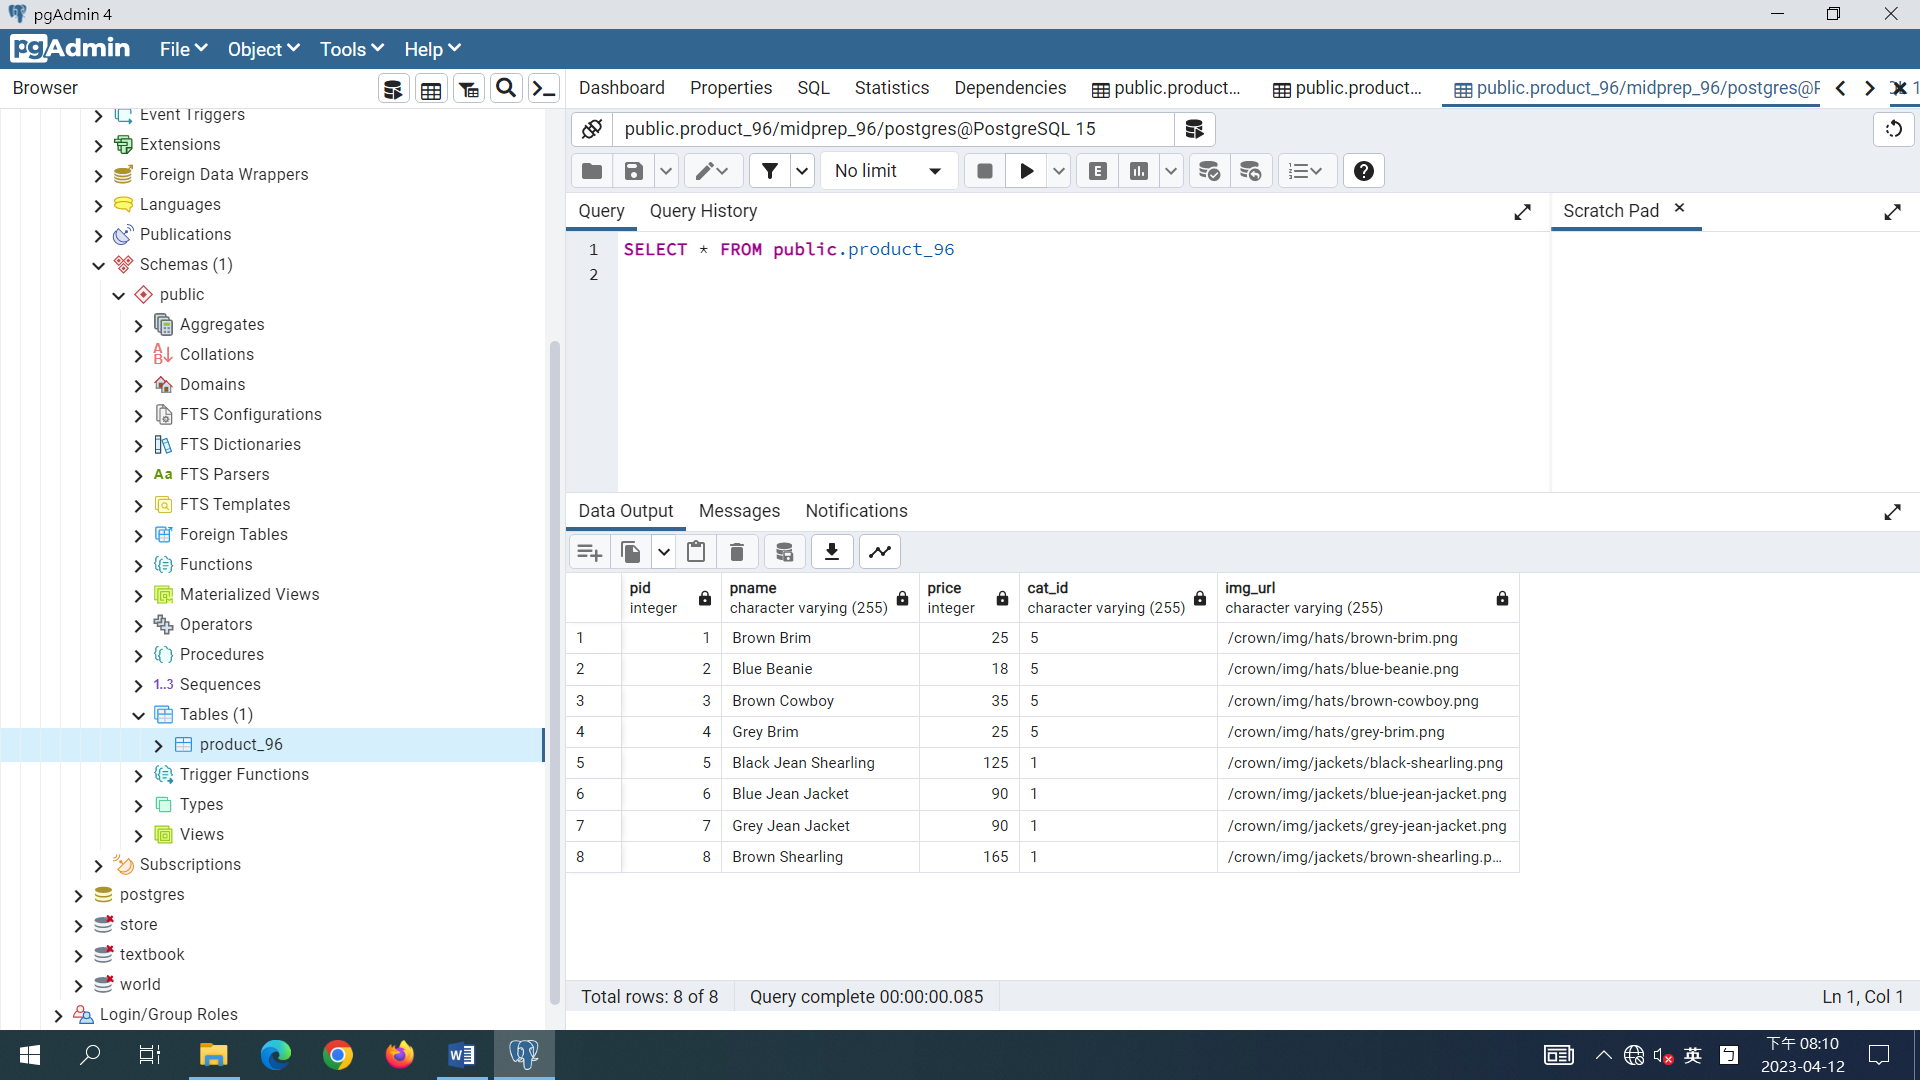 pgAdmin 4
pgAdmin File Object Tools Help
Browser
Dashboard Properties SQL Statistics Dependencies public.product... public.product... public.product_96/midprep_96/postgres@P
public.product_96/midprep_96/postgres@PostgreSQL 15
No limit
E
Query Query History
Scratch Pad
1 SELECT * FROM public.product_96
2
Event Triggers
Extensions
Foreign Data Wrappers
Languages
Publications
Schemas (1)
public
Aggregates
Collations
Domains
FTS Configurations
FTS Dictionaries
Aa FTS Parsers
FTS Templates
Foreign Tables
Functions
Materialized Views
Operators
Procedures
1..3 Sequences
Tables (1)
product_96
Trigger Functions
Types
Views
Subscriptions
postgres
store
textbook
world
Login/Group Roles
Data Output Messages Notifications
pid integer pname character varying (255) price integer cat_id character varying (255) img_url character varying (255)
1 1 Brown Brim 25 5 /crown/img/hats/brown-brim.png
2 2 Blue Beanie 18 5 /crown/img/hats/blue-beanie.png
3 3 Brown Cowboy 35 5 /crown/img/hats/brown-cowboy.png
4 4 Grey Brim 25 5 /crown/img/hats/grey-brim.png
5 5 Black Jean Shearling 125 1 /crown/img/jackets/black-shearling.png
6 6 Blue Jean Jacket 90 1 /crown/img/jackets/blue-jean-jacket.png
7 7 Grey Jean Jacket 90 1 /crown/img/jackets/grey-jean-jacket.png
8 8 Brown Shearling 165 1 /crown/img/jackets/brown-shearling.p...
Total rows: 8 of 8 Query complete 00:00:00.085 Ln 1, Col 1
英 下午 08:10
2023-04-12